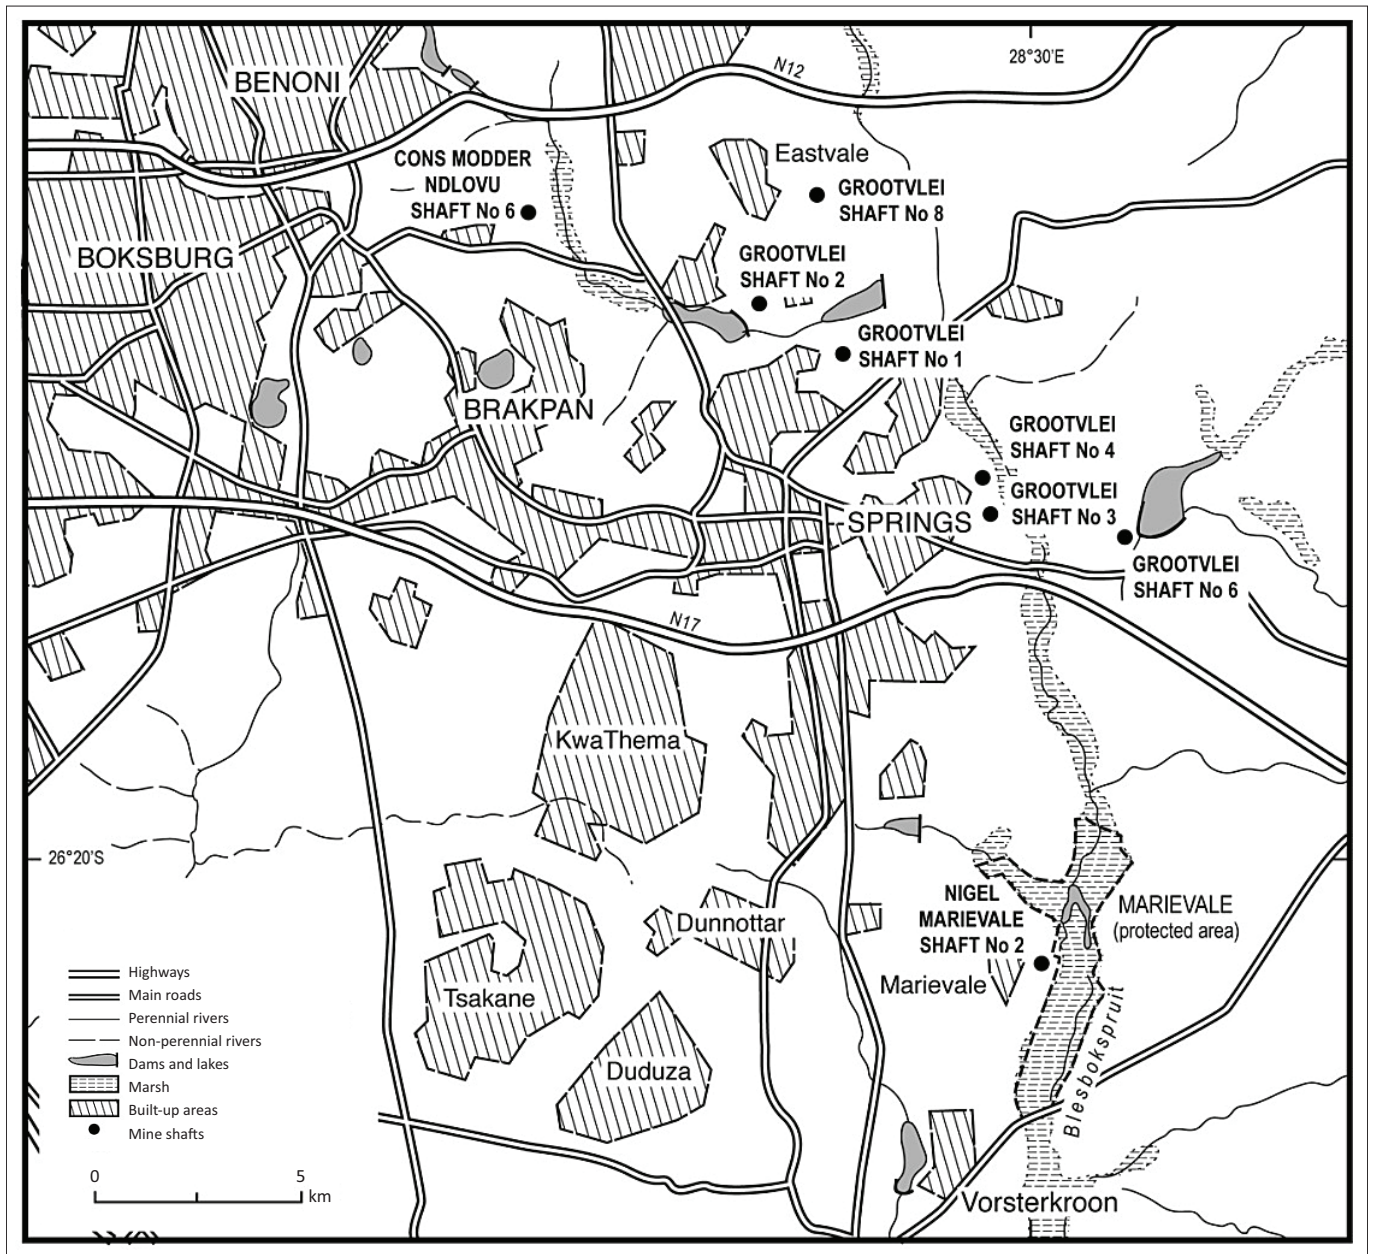 28°30'E
N12
BENONI
Eastvale
CONS MODDER
NDLOVU
SHAFT No 6
GROOTVLEI
SHAFT No 8
BOKSBURG
GROOTVLEI
SHAFT No 2
GROOTVLEI
SHAFT No 1
BRAKPAN
GROOTVLEI
SHAFT No 4
GROOTVLEI
SHAFT No 3
SPRINGS
GROOTVLEI
SHAFT No 6
N17
KwaThema
26°20'S
NIGEL
MARIEVALE
SHAFT No 2
MARIEVALE
(protected area)
Dunnottar
Marievale
Tsakane
Blesbokspruit
Duduza
Vorsterkroon
Highways
Main roads
Perennial rivers
Non-perennial rivers
Dams and lakes
Marsh
Built-up areas
Mine shafts
0 5
km